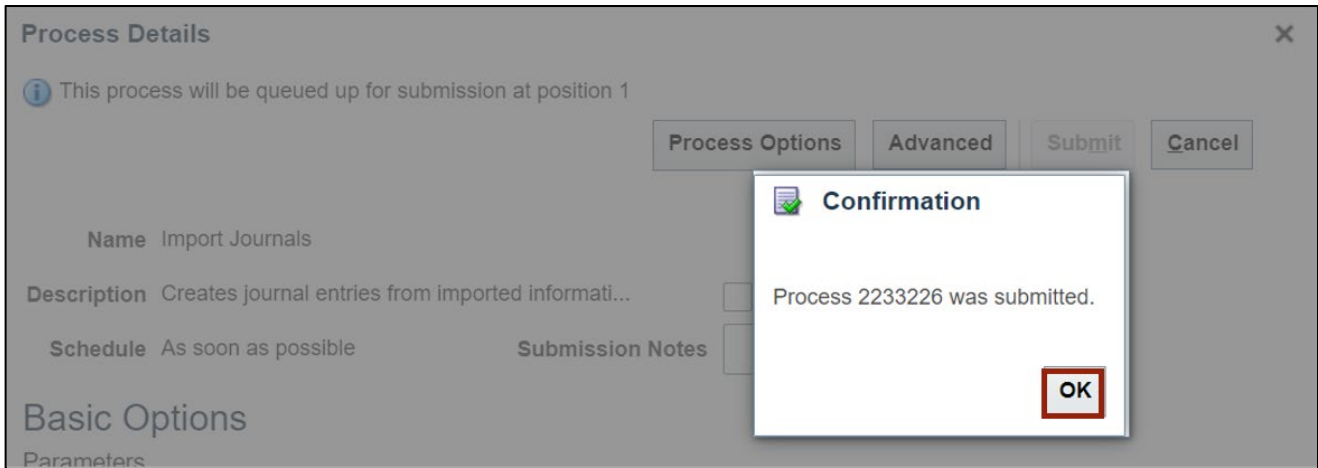 Process Details
This process will be queued up for submission at position 1
Process Options Advanced Submit Cancel
Confirmation
Name Import Journals
Description Creates journal entries from imported informati...
Process 2233226 was submitted.
Schedule As soon as possible Submission Notes
OK
Basic Options
Parameters